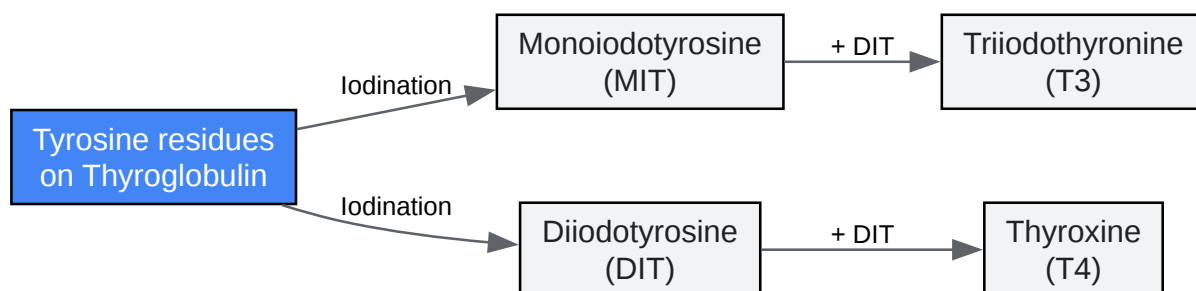 Tyrosine residues
on Thyroglobulin
Iodination
Monoiodotyrosine
(MIT)
+ DIT
Triiodothyronine
(T3)
Iodination
Diiodotyrosine
(DIT)
+ DIT
Thyroxine
(T4)